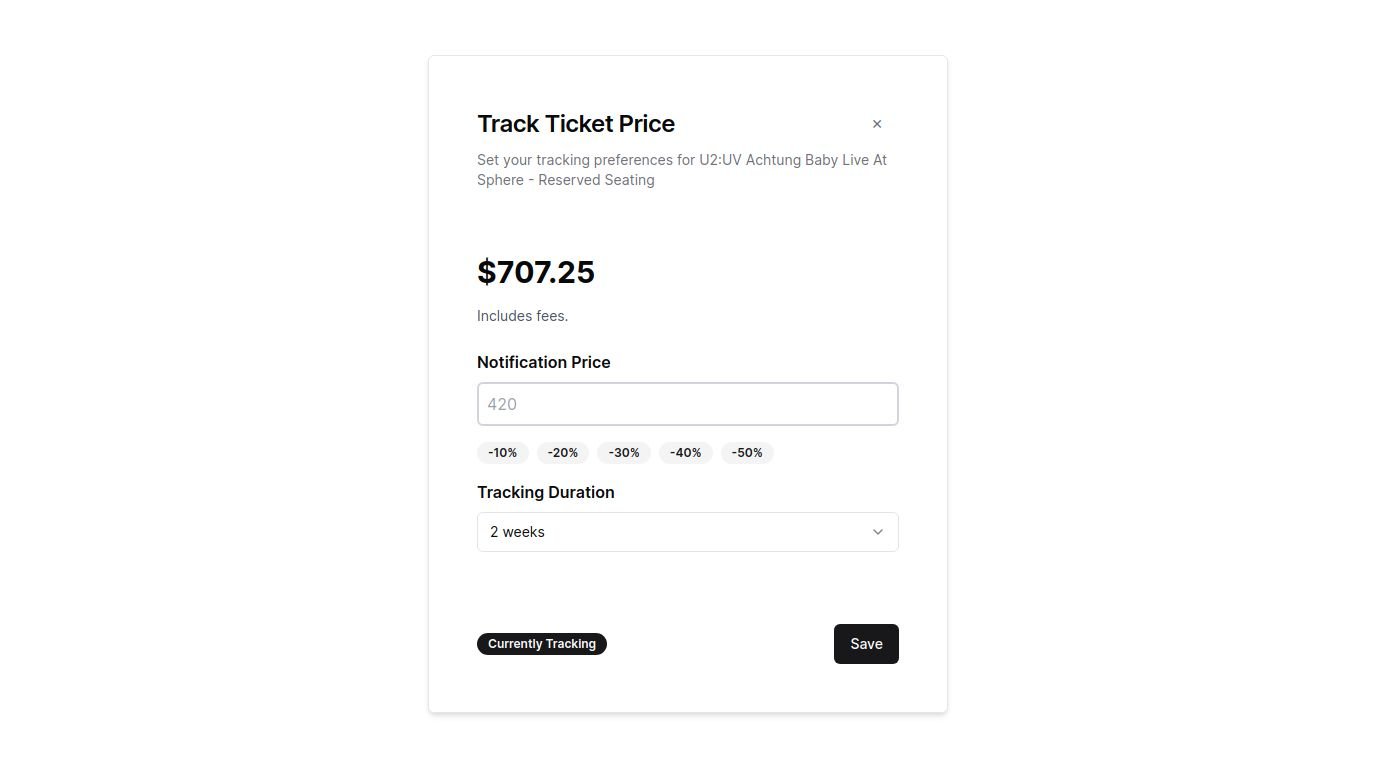 Track Ticket Price
×
Set your tracking preferences for U2:UV Achtung Baby Live At
Sphere - Reserved Seating
$707.25
Includes fees.
Notification Price
420
-10% -20% -30% -40% -50%
Tracking Duration
2 weeks
Currently Tracking
Save